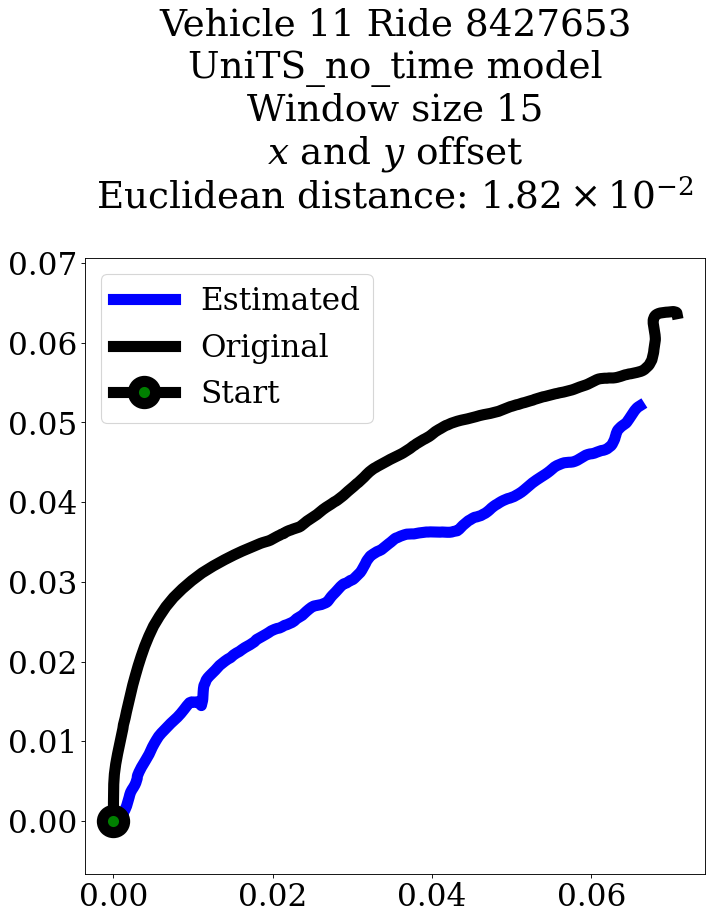 Vehicle 11 Ride 8427653
UniTS_no_time model
Window size 15
x and y offset
Euclidean distance: 1.82 × 10⁻²
0.07
0.06
0.05
0.04
0.03
0.02
0.01
0.00
Estimated
Original
Start
0.00 0.02 0.04 0.06